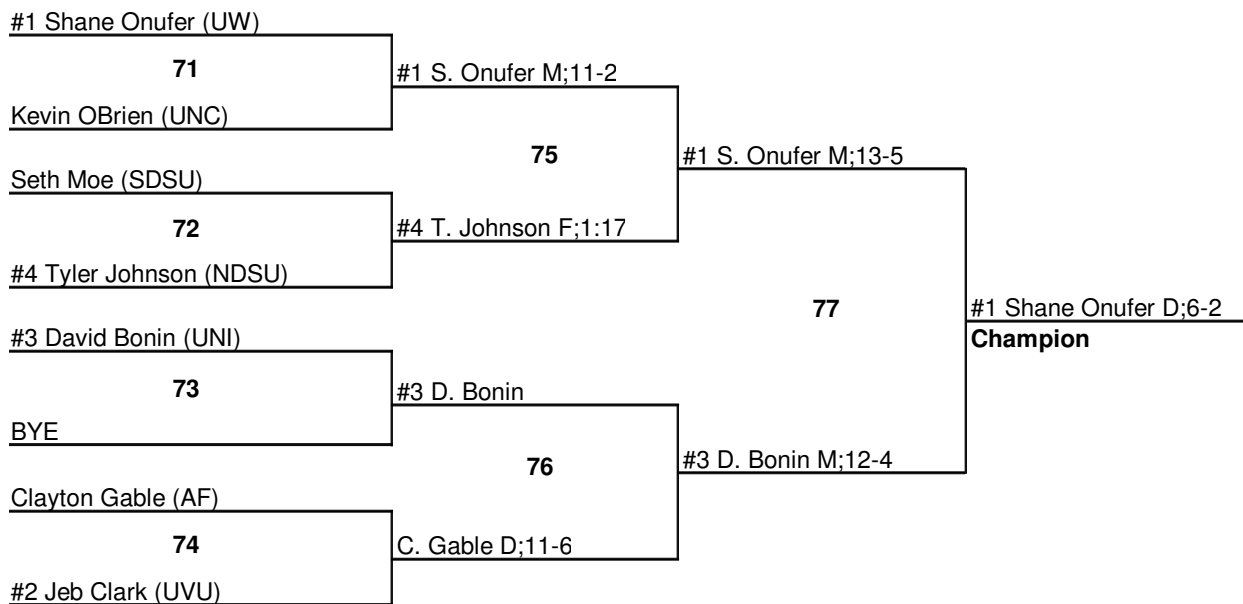 #1 Shane Onufer (UW)
71
Kevin OBrien (UNC)
#1 S. Onufer M;11-2
75
Seth Moe (SDSU)
72
#4 Tyler Johnson (NDSU)
#4 T. Johnson F;1:17
#1 S. Onufer M;13-5
77
#3 David Bonin (UNI)
73
BYE
#3 D. Bonin
76
Clayton Gable (AF)
74
#2 Jeb Clark (UVU)
C. Gable D;11-6
#3 D. Bonin M;12-4
#1 Shane Onufer D;6-2
Champion